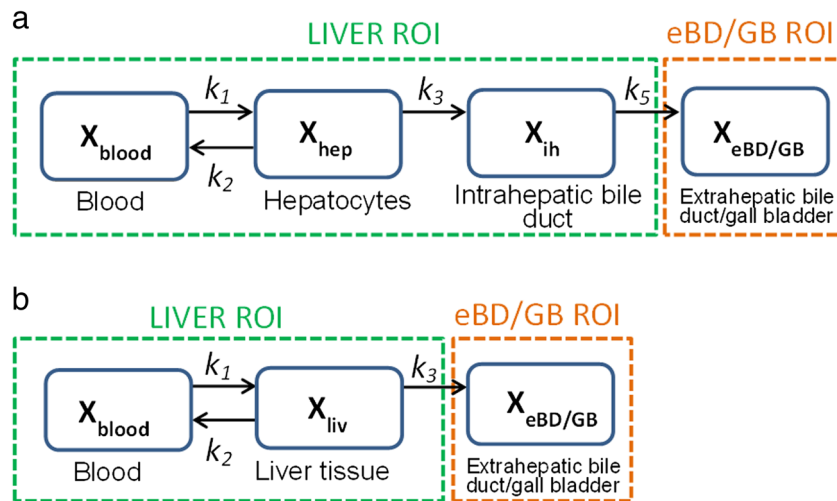 a
LIVER ROI
eBD/GB ROI
k1
k3
k5
Xblood
Xhep
Xih
XeBD/GB
k2
Blood
Hepatocytes
Intrahepatic bile
duct
Extrahepatic bile
duct/gall bladder
b
LIVER ROI
eBD/GB ROI
k1
k3
Xblood
Xliv
XeBD/GB
k2
Blood
Liver tissue
Extrahepatic bile
duct/gall bladder